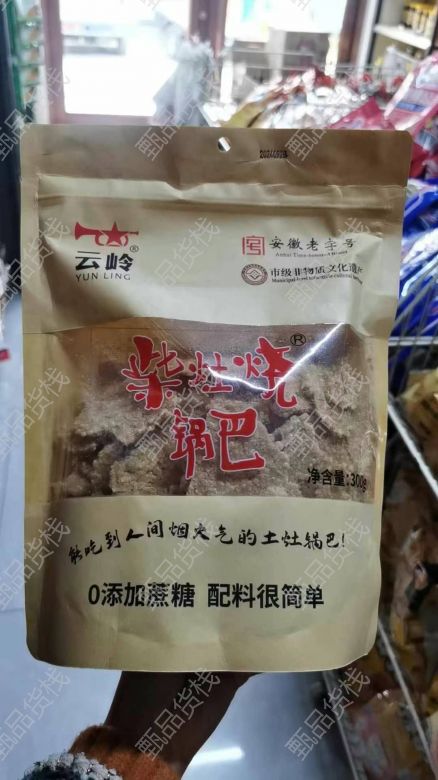 云岭®
YUN LING
安徽老字号
Anhui Time-honored Brand
市级非物质文化遗产
柴灶烧®
锅巴
净含量:300g
能吃到人间烟火气的土灶锅巴!
0添加蔗糖 配料很简单
甄品货栈